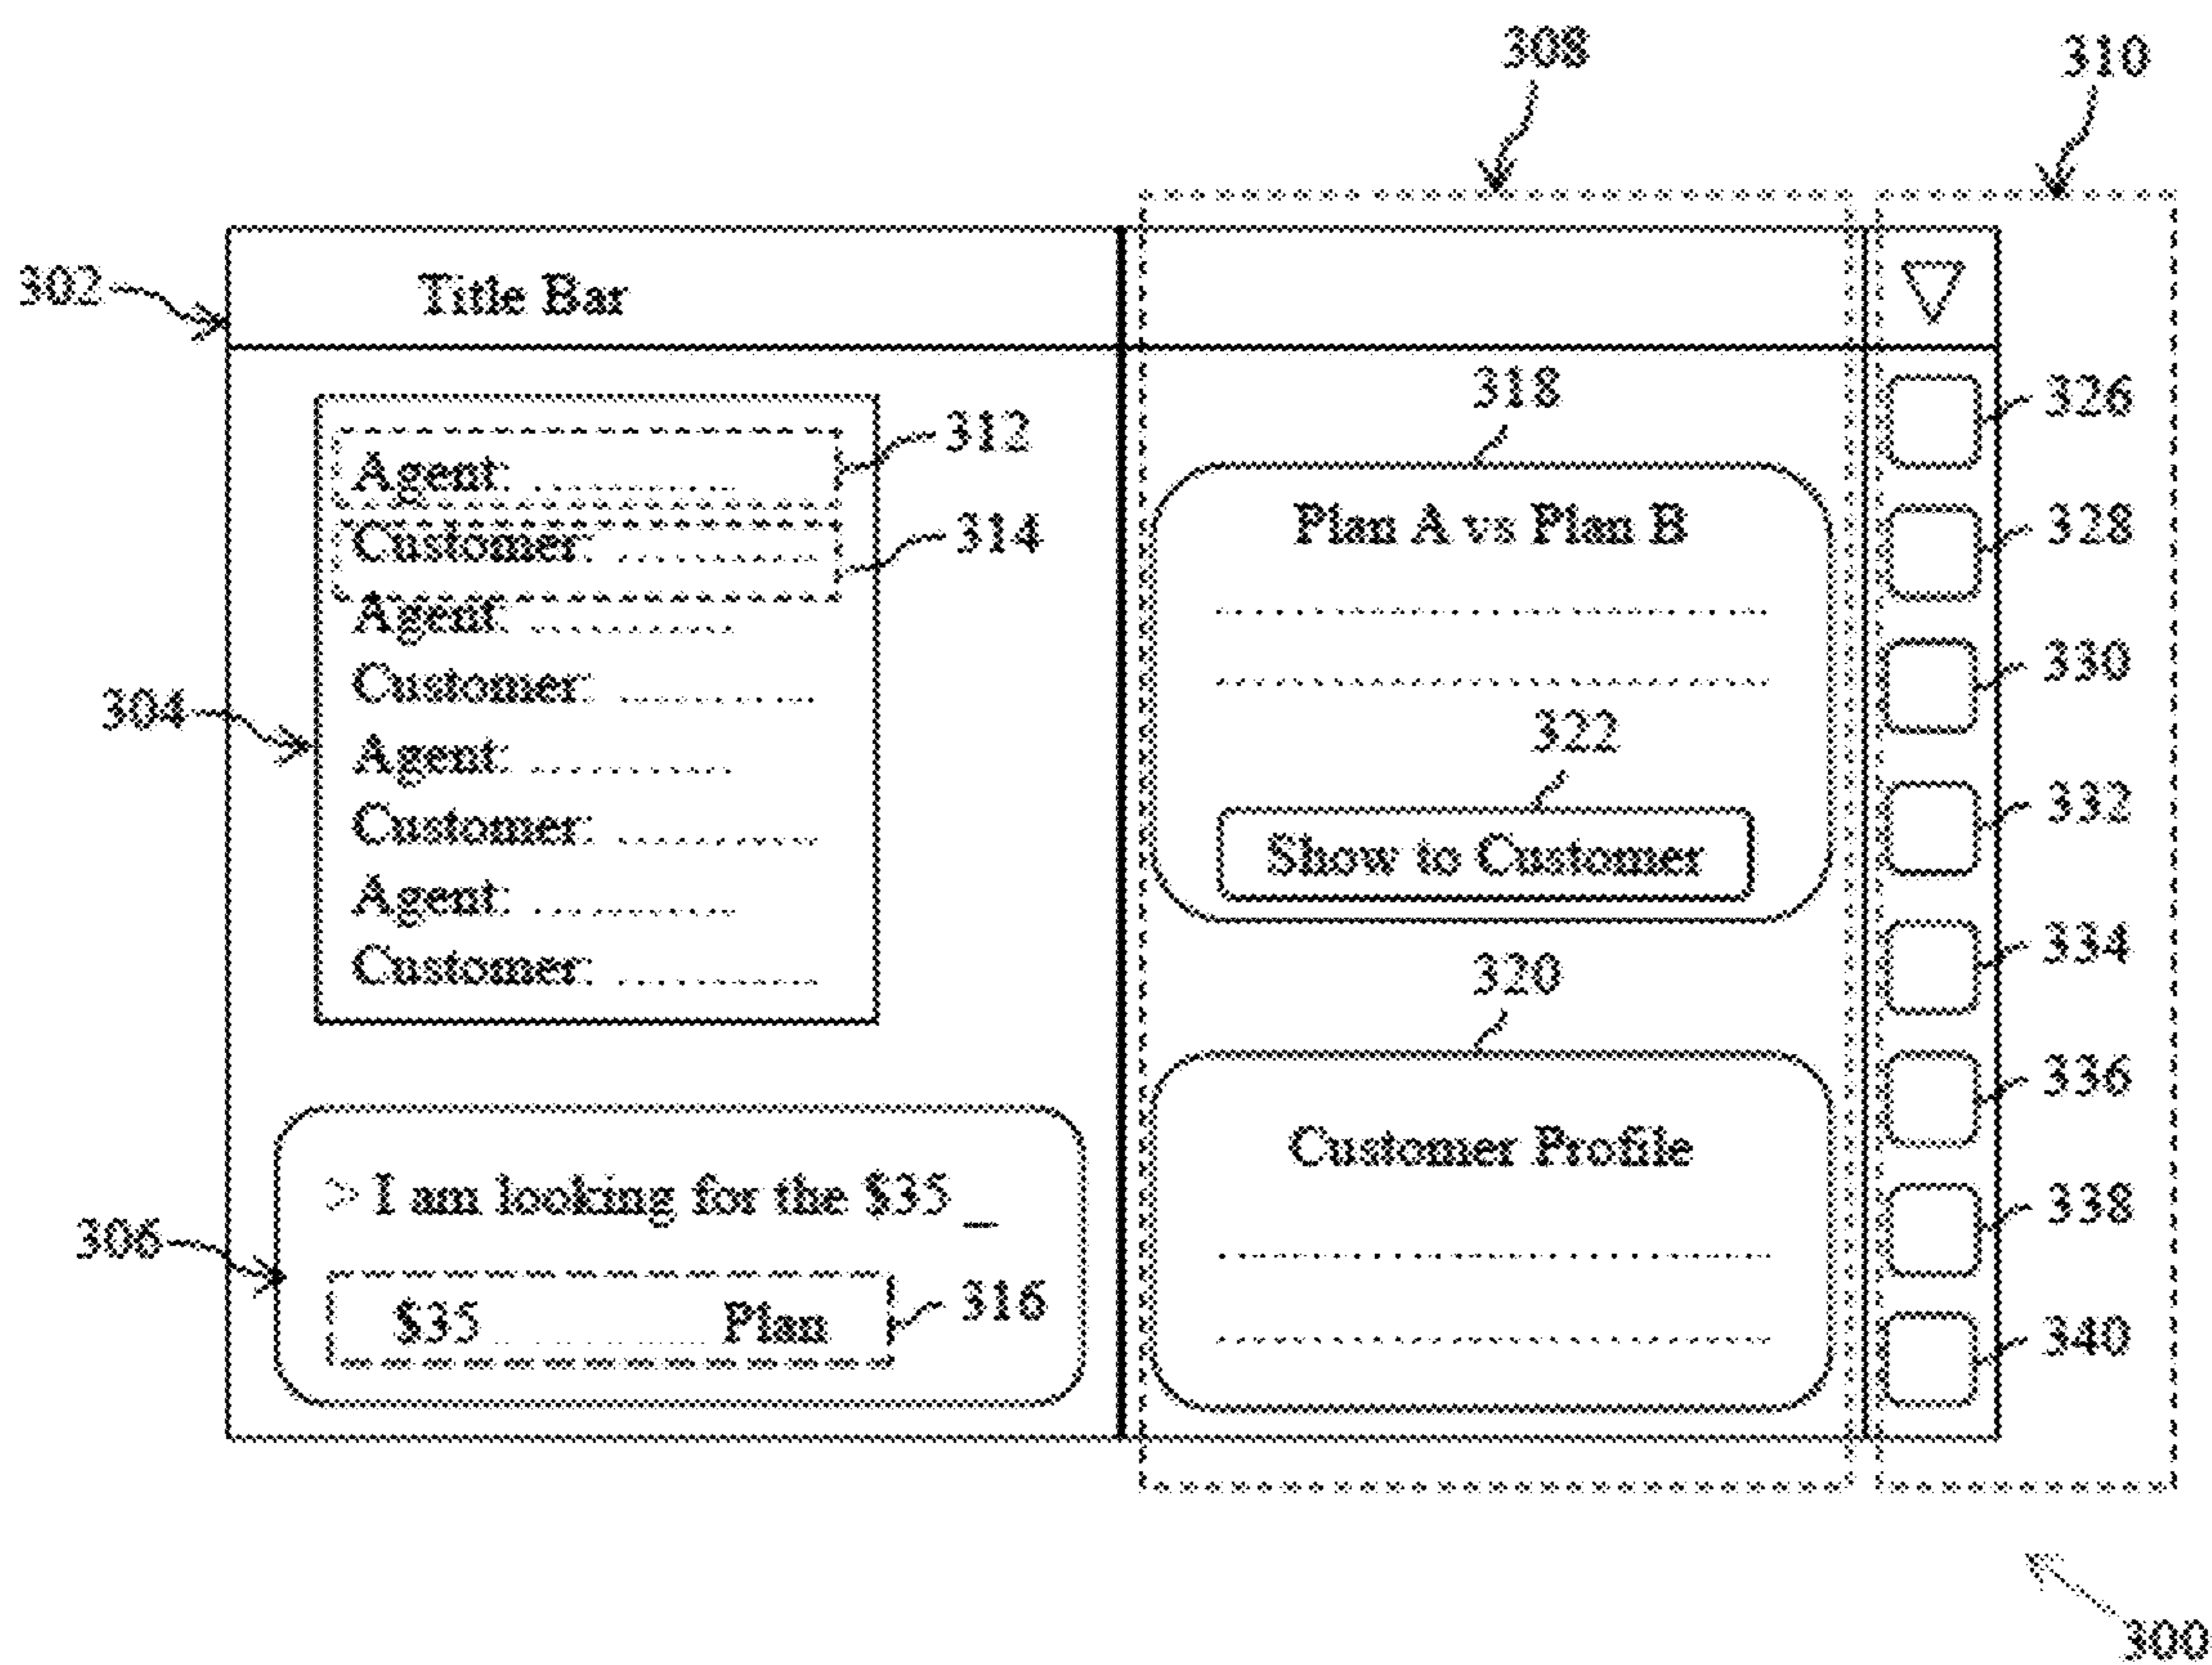 308
310
302
Title Bar
318
326
312
Agent: ............
314
Customer: ............
Plan A vs Plan B
328
Agent: ............
Customer: ............
330
304
322
Agent: ............
332
Customer: ............
Show to Customer
Agent: ............
320
334
Customer: ............
336
Customer Profile
> I am looking for the $35 _
338
306
316
$35 ............ Plan
340
300